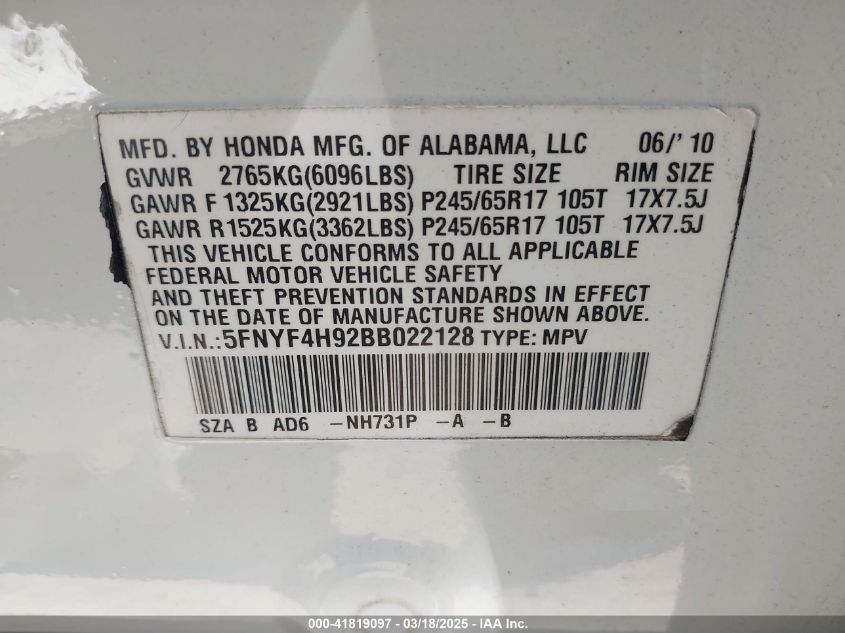 MFD. BY HONDA MFG. OF ALABAMA, LLC 06/' 10
GVWR 2765KG(6096LBS) TIRE SIZE RIM SIZE
GAWR F 1325KG(2921LBS) P245/65R17 105T 17X7.5J
GAWR R1525KG(3362LBS) P245/65R17 105T 17X7.5J
THIS VEHICLE CONFORMS TO ALL APPLICABLE
FEDERAL MOTOR VEHICLE SAFETY
AND THEFT PREVENTION STANDARDS IN EFFECT
ON THE DATE OF MANUFACTURE SHOWN ABOVE.
V.I.N.:5FNYF4H92BB022128 TYPE: MPV
SZA B AD6 -NH731P -A -B
000-41819097 - 03/18/2025 - IAA Inc.